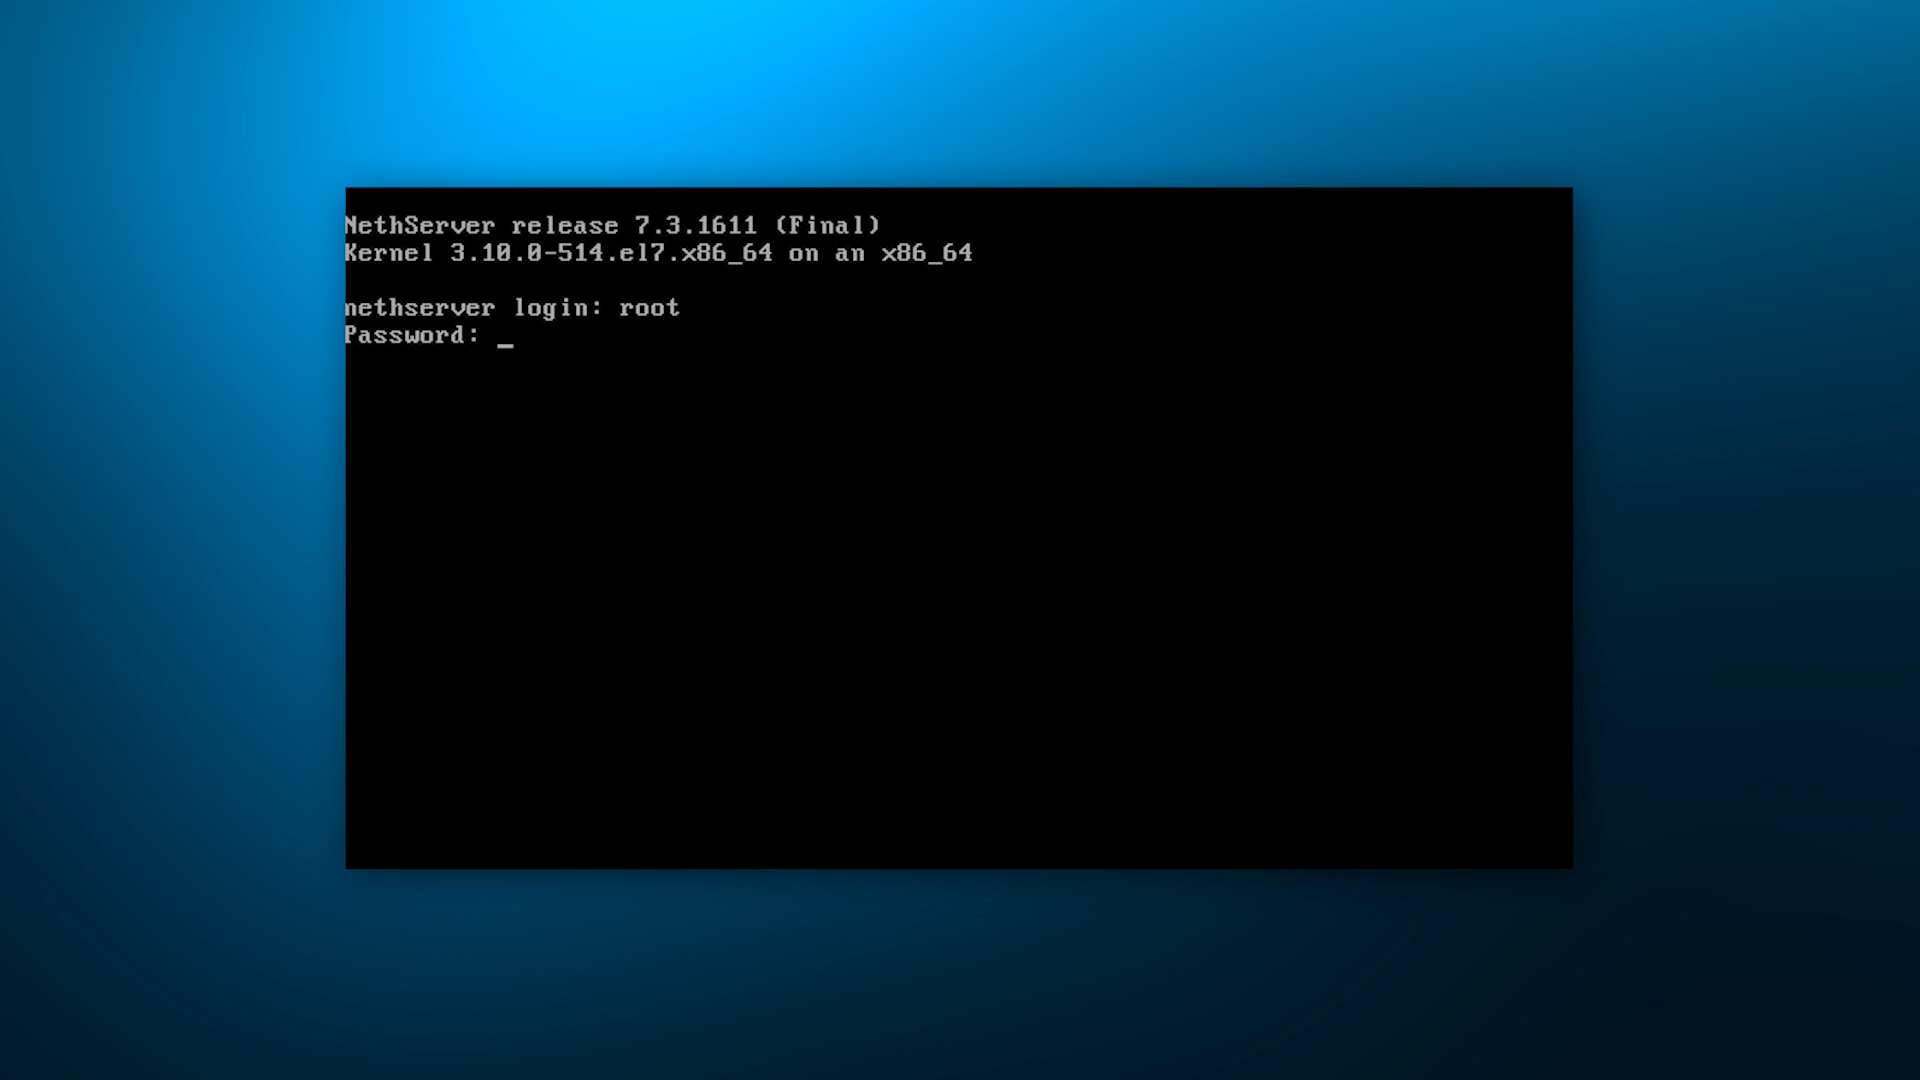 NethServer release 7.3.1611 (Final)
Kernel 3.10.0-514.el7.x86_64 on an x86_64
nethserver login: root
Password: _